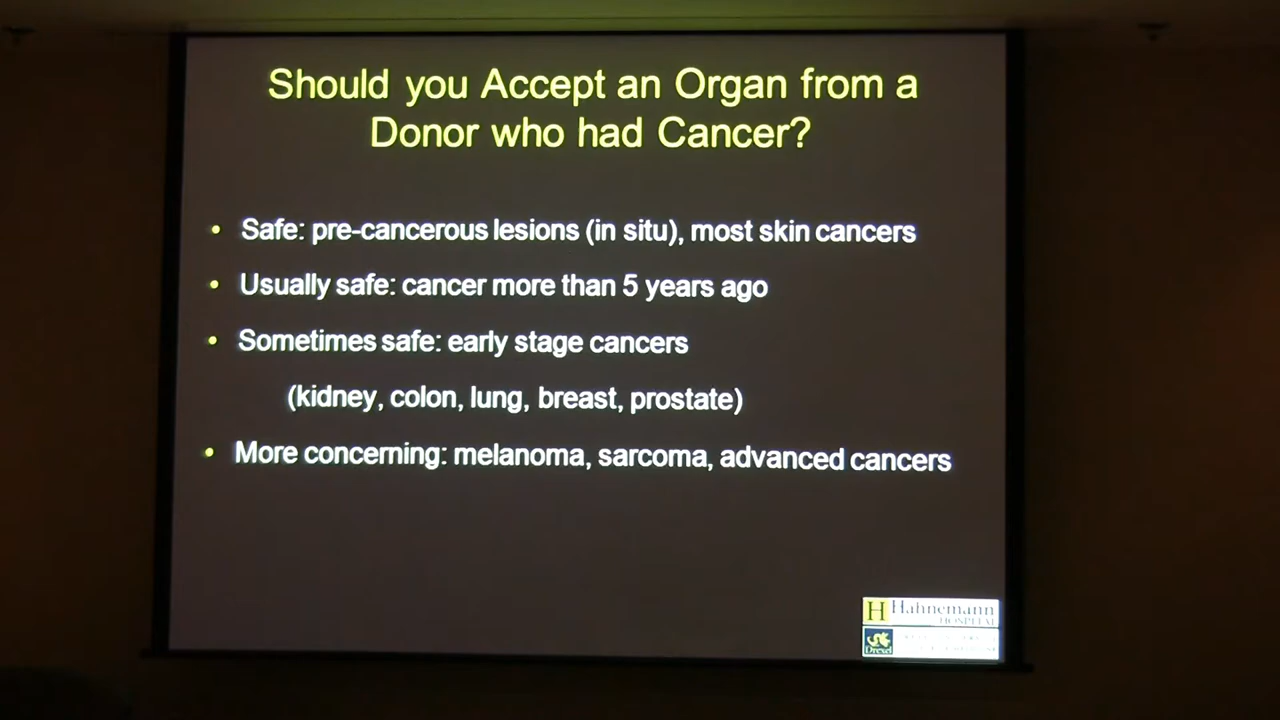 Should you Accept an Organ from a
Donor who had Cancer?
• Safe: pre-cancerous lesions (in situ), most skin cancers
• Usually safe: cancer more than 5 years ago
• Sometimes safe: early stage cancers
(kidney, colon, lung, breast, prostate)
• More concerning: melanoma, sarcoma, advanced cancers
H Hahnemann
HOSPITAL
Drexel